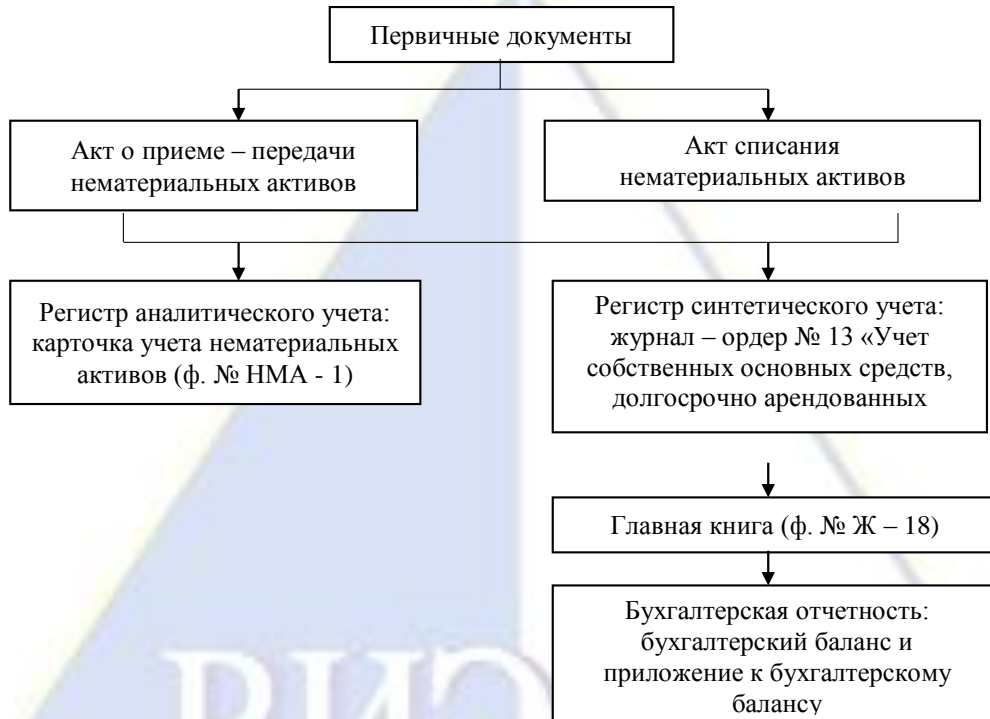 Первичные документы
Акт о приеме – передачи
нематериальных активов
Акт списания
нематериальных активов
Регистр аналитического учета:
карточка учета нематериальных
активов (ф. № НМА - 1)
Регистр синтетического учета:
журнал – ордер № 13 «Учет
собственных основных средств,
долгосрочно арендованных
Главная книга (ф. № Ж – 18)
Бухгалтерская отчетность:
бухгалтерский баланс и
приложение к бухгалтерскому
балансу
ВИЭ